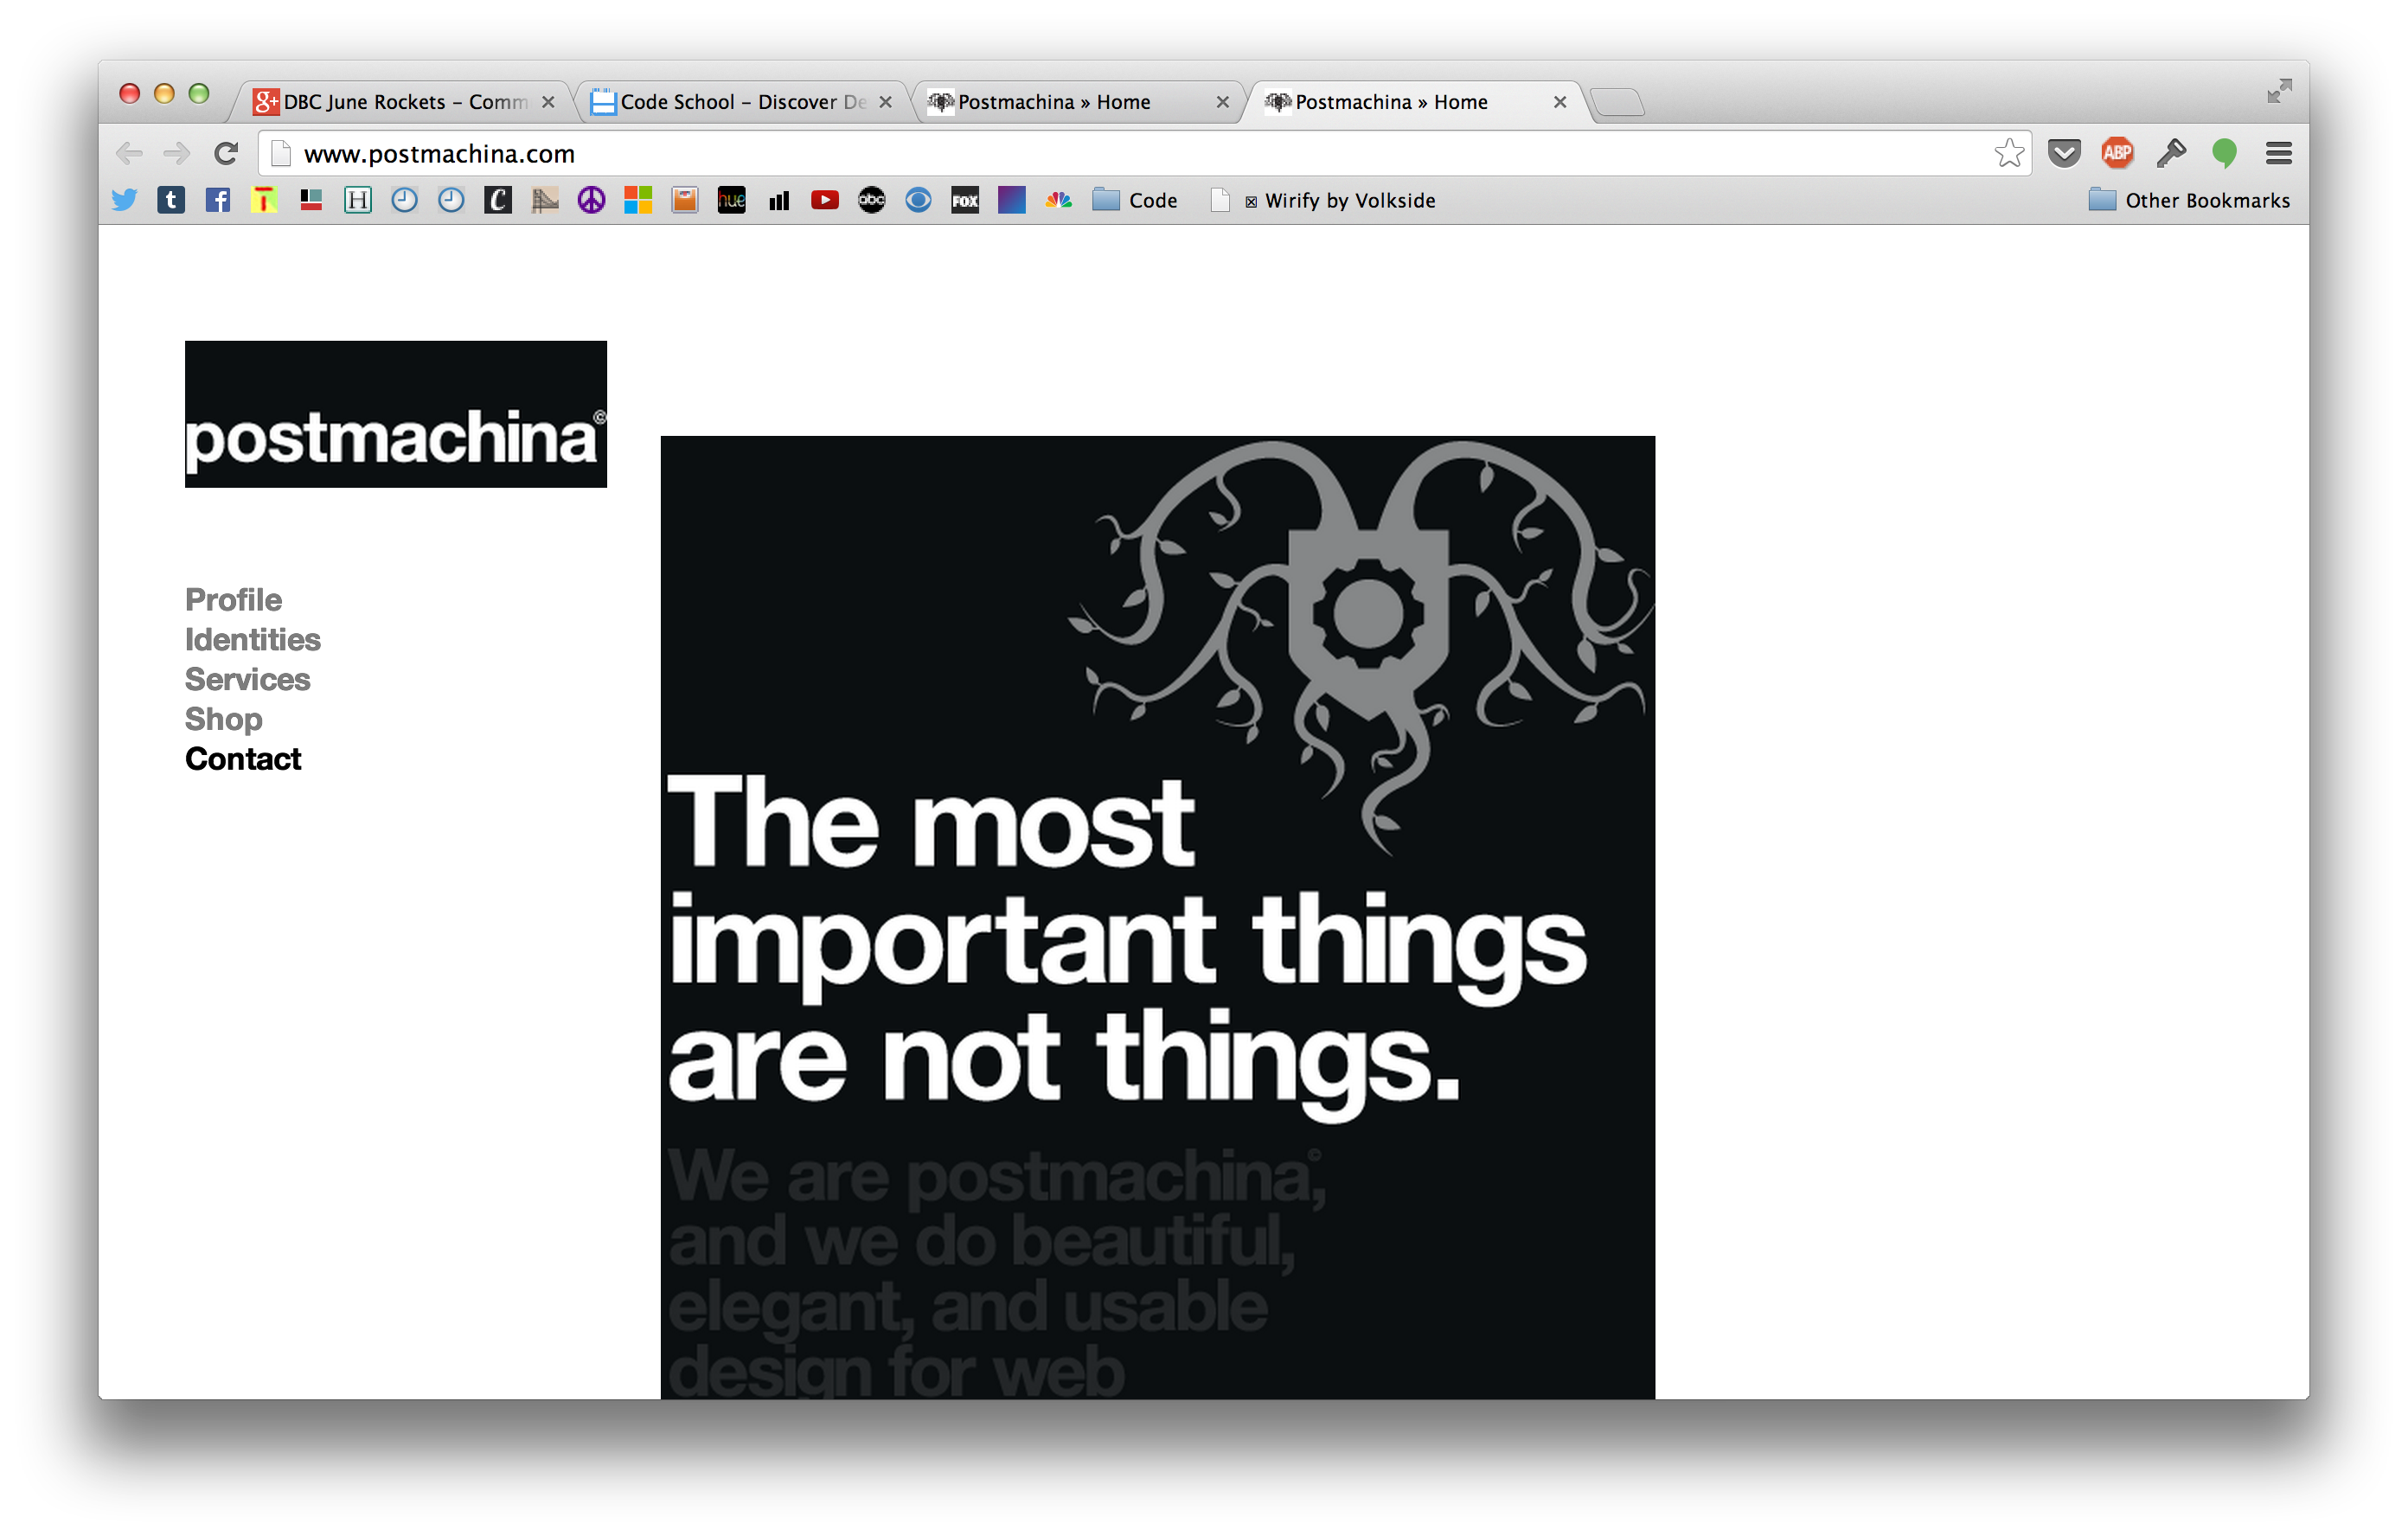 DBC June Rockets – Comm
Code School – Discover De
Postmachina » Home
Postmachina » Home
www.postmachina.com
ABP
hue
abc
FOX
Code
Wirify by Volkside
Other Bookmarks
postmachina©
Profile
Identities
Services
Shop
Contact
The most
important things
are not things.
We are postmachina©,
and we do beautiful,
elegant, and usable
design for web